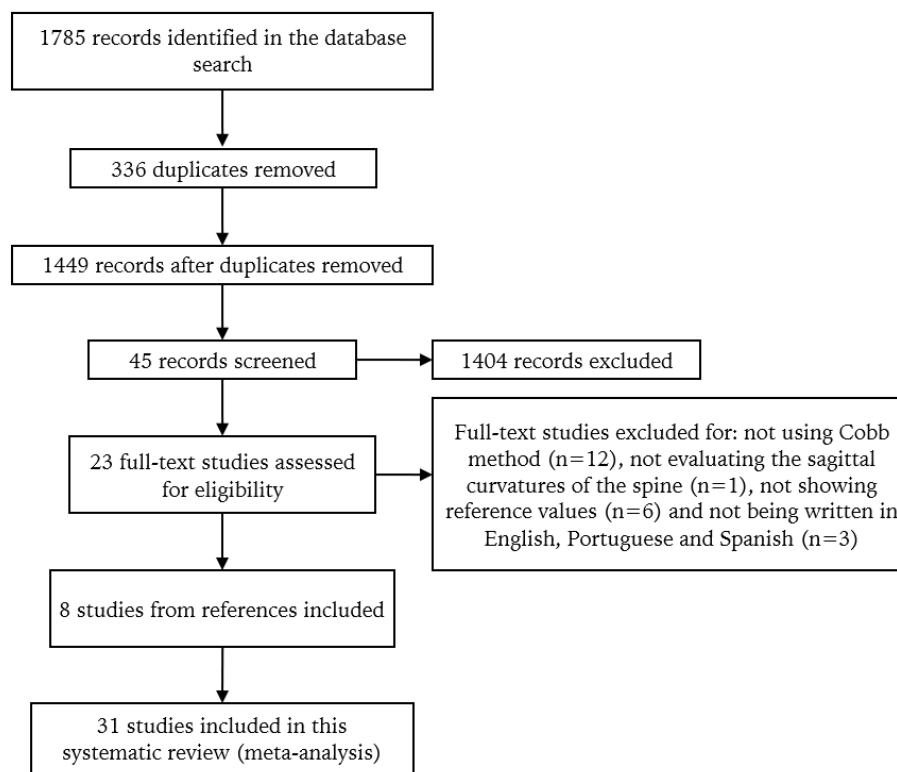 1785 records identified in the database
search
336 duplicates removed
1449 records after duplicates removed
45 records screened
1404 records excluded
23 full-text studies assessed
for eligibility
Full-text studies excluded for: not using Cobb
method (n=12), not evaluating the sagittal
curvatures of the spine (n=1), not showing
reference values (n=6) and not being written in
English, Portuguese and Spanish (n=3)
8 studies from references included
31 studies included in this
systematic review (meta-analysis)